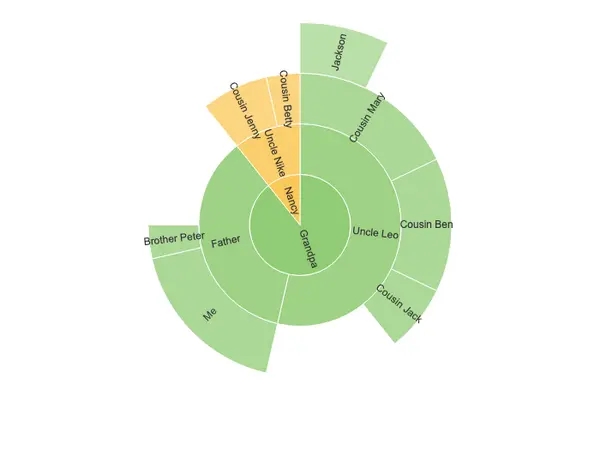 Jackson
Cousin Betty
Cousin Jenny
Cousin Mary
Uncle Nike
Nancy
Cousin Ben
Uncle Leo
Grandpa
Father
Brother Peter
Cousin Jack
Me